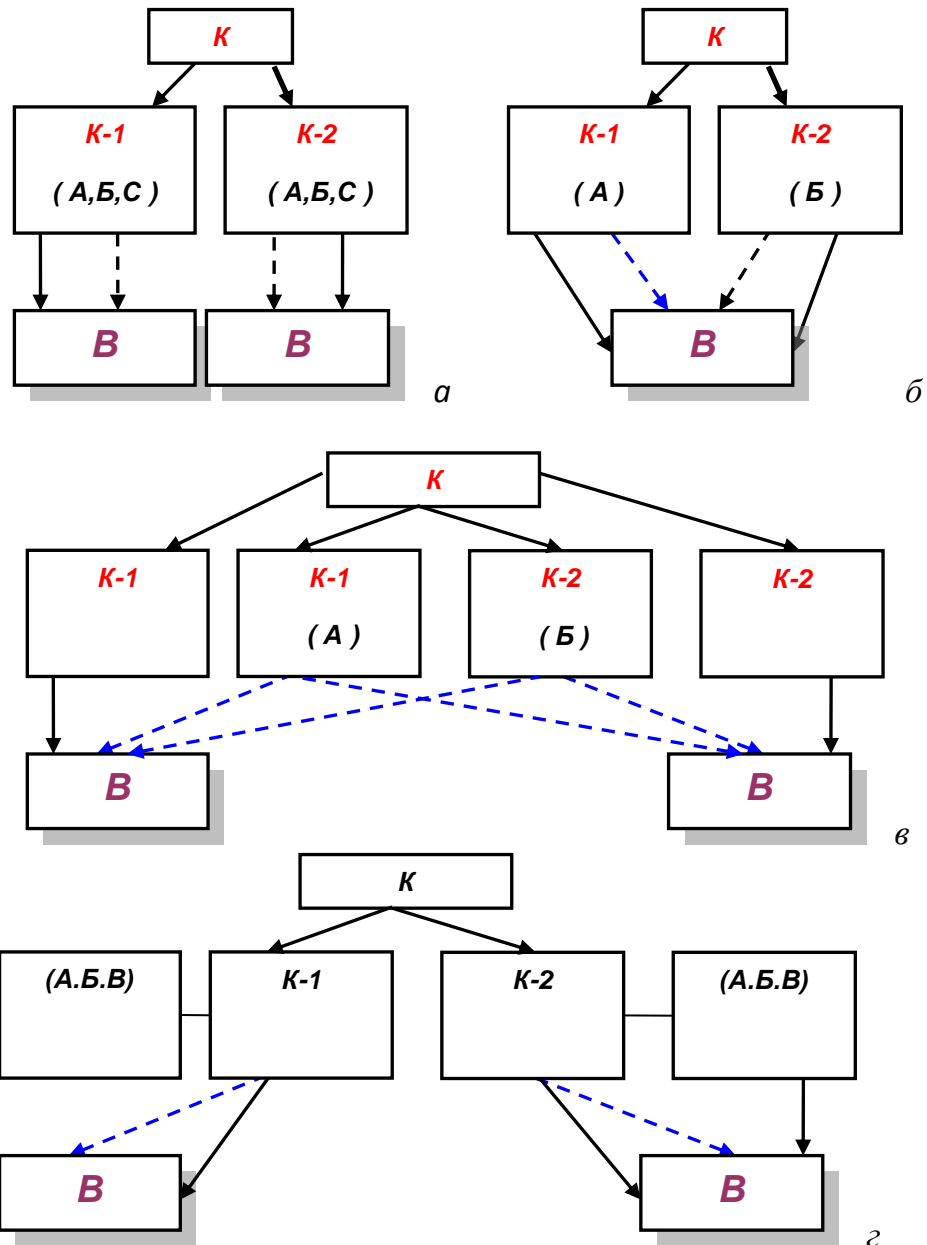 К
К
К-1
К-2
К-1
К-2
( А,Б,С )
( А,Б,С )
( А )
( Б )
В
В
В
а
б
К
К-1
К-1
К-2
К-2
( А )
( Б )
В
В
в
К
(А.Б.В)
К-1
К-2
(А.Б.В)
В
В
г